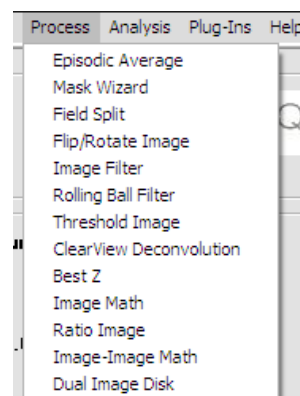 Process Analysis Plug-Ins Help
Episodic Average
Mask Wizard
Field Split
Flip/Rotate Image
Image Filter
Rolling Ball Filter
Threshold Image
ClearView Deconvolution
Best Z
Image Math
Ratio Image
Image-Image Math
Dual Image Disk